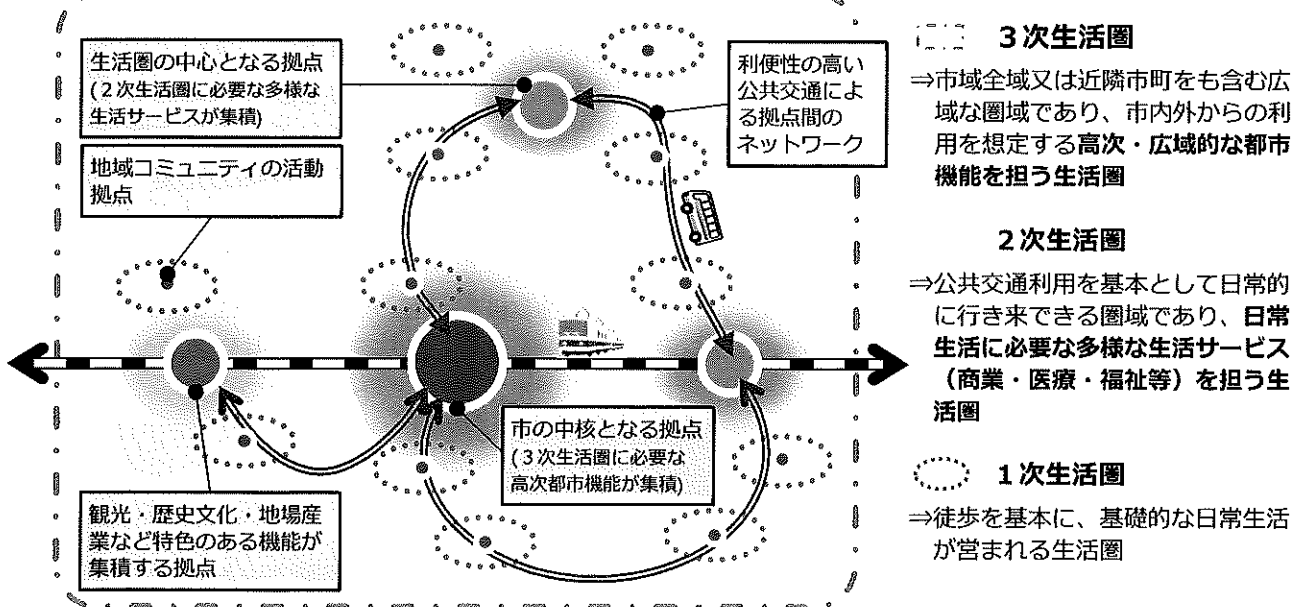 生活圏の中心となる拠点
(2次生活圏に必要な多様な
生活サービスが集積)
地域コミュニティの活動
拠点
利便性の高い
公共交通によ
る拠点間の
ネットワーク
市の中核となる拠点
(3次生活圏に必要な
高次都市機能が集積)
観光・歴史文化・地場産
業など特色のある機能が
集積する拠点
3次生活圏
⇒市域全域又は近隣市町をも含む広
域な圏域であり、市内外からの利
用を想定する高次・広域的な都市
機能を担う生活圏
2次生活圏
⇒公共交通利用を基本として日常的
に行き来できる圏域であり、日常
生活に必要な多様な生活サービス
(商業・医療・福祉等)を担う生
活圏
1次生活圏
⇒徒歩を基本に、基礎的な日常生活
が営まれる生活圏